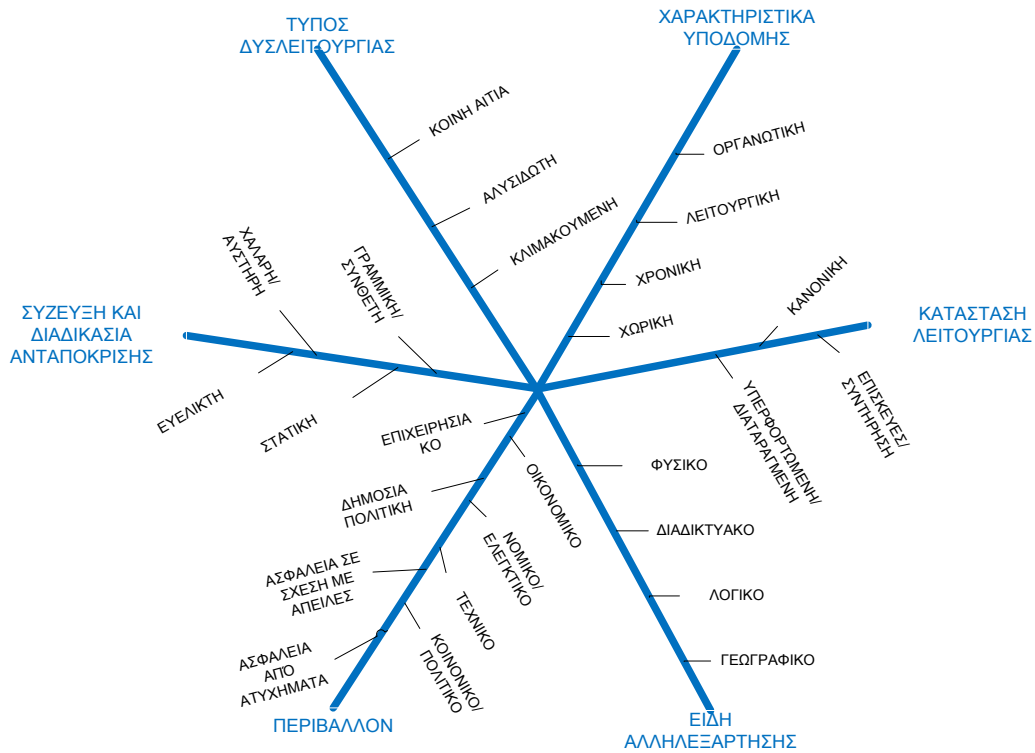 ΤΥΠΟΣ
ΔΥΣΛΕΙΤΟΥΡΓΙΑΣ
ΧΑΡΑΚΤΗΡΙΣΤΙΚΑ
ΥΠΟΔΟΜΗΣ
ΚΟΙΝΗ ΑΙΤΙΑ
ΑΛΥΣΙΔΩΤΗ
ΚΛΙΜΑΚΟΥΜΕΝΗ
ΟΡΓΑΝΩΤΙΚΗ
ΛΕΙΤΟΥΡΓΙΚΗ
ΧΡΟΝΙΚΗ
ΧΩΡΙΚΗ
ΣΥΖΕΥΞΗ ΚΑΙ
ΔΙΑΔΙΚΑΣΙΑ
ΑΝΤΑΠΟΚΡΙΣΗΣ
ΧΑΛΑΡΗ/
ΑΥΣΤΗΡΗ
ΓΡΑΜΜΙΚΗ/
ΣΥΝΘΕΤΗ
ΕΥΕΛΙΚΤΗ
ΣΤΑΤΙΚΗ
ΚΑΤΑΣΤΑΣΗ
ΛΕΙΤΟΥΡΓΙΑΣ
ΚΑΝΟΝΙΚΗ
ΥΠΕΡΦΟΡΤΩΜΕΝΗ/
ΔΙΑΤΑΡΑΓΜΕΝΗ
ΕΠΙΣΚΕΥΕΣ/
ΣΥΝΤΗΡΗΣΗ
ΕΠΙΧΕΙΡΗΣΙΑ
ΚΟ
ΟΙΚΟΝΟΜΙΚΟ
ΔΗΜΟΣΙΑ
ΠΟΛΙΤΙΚΗ
ΝΟΜΙΚΟ/
ΕΛΕΓΚΤΙΚΟ
ΑΣΦΑΛΕΙΑ ΣΕ
ΣΧΕΣΗ ΜΕ
ΑΠΕΙΛΕΣ
ΤΕΧΝΙΚΟ
ΑΣΦΑΛΕΙΑ
ΑΠΌ
ΑΤΥΧΗΜΑΤΑ
ΚΟΙΝΟΝΙΚΟ/
ΠΟΛΙΤΙΚΟ
ΠΕΡΙΒΑΛΛΟΝ
ΦΥΣΙΚΟ
ΔΙΑΔΙΚΤΥΑΚΟ
ΛΟΓΙΚΟ
ΓΕΩΓΡΑΦΙΚΟ
ΕΙΔΗ
ΑΛΛΗΛΕΞΑΡΤΗΣΗΣ